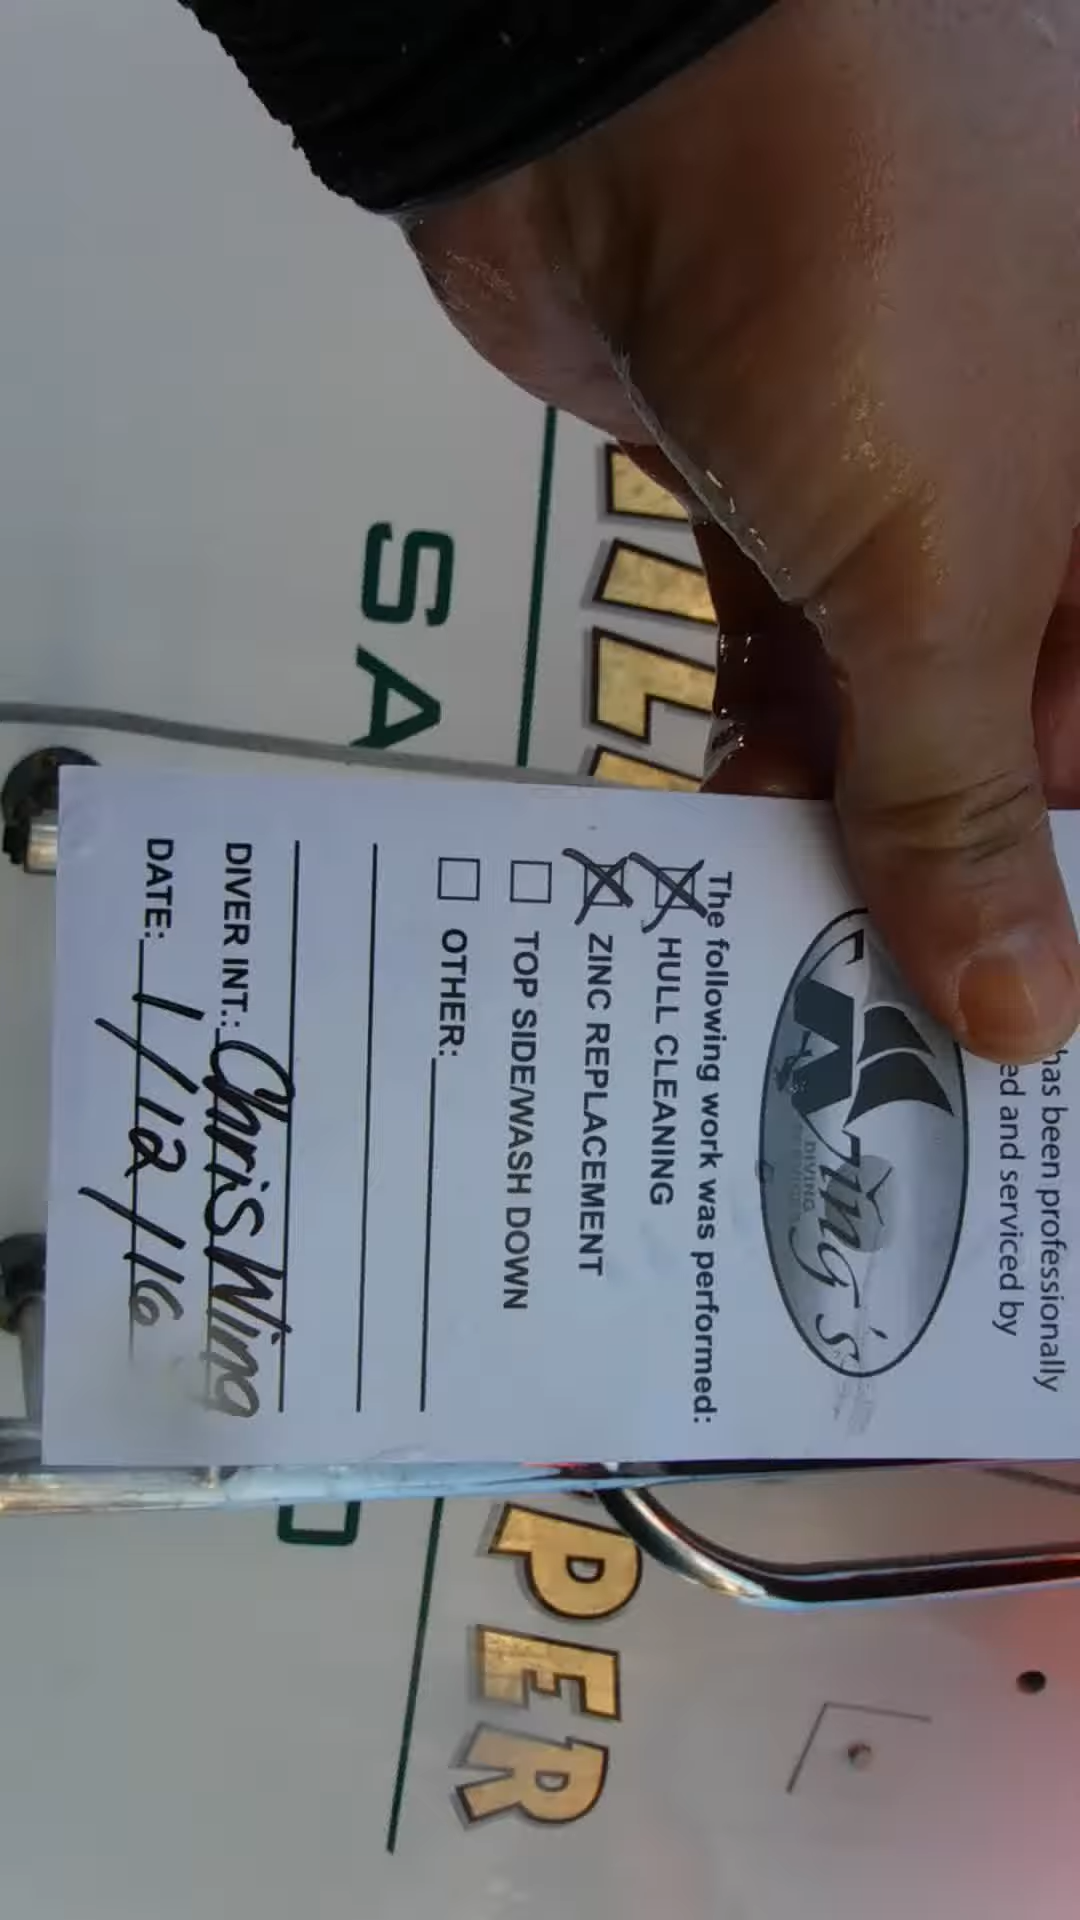 has been professionally
ed and serviced by
Wing's
DIVING
The following work was performed:
HULL CLEANING
ZINC REPLACEMENT
TOP SIDE/WASH DOWN
OTHER:
DIVER INT.: Chris Wing
DATE: 1/12/16
PER
SA